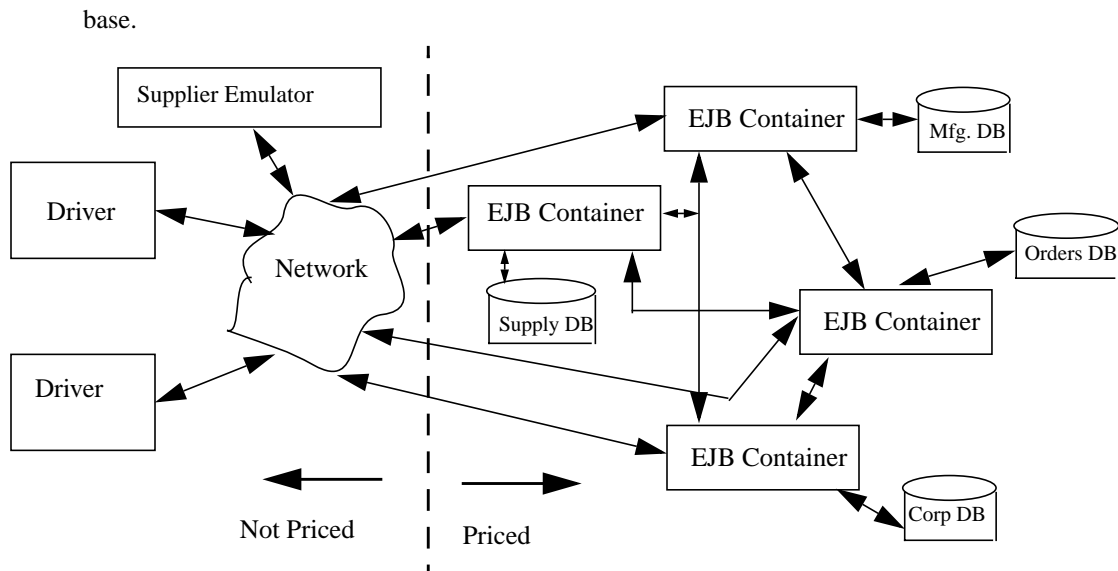 base.
Supplier Emulator
EJB Container
Mfg. DB
Driver
EJB Container
Network
Orders DB
Supply DB
EJB Container
Driver
EJB Container
Corp DB
Not Priced
Priced